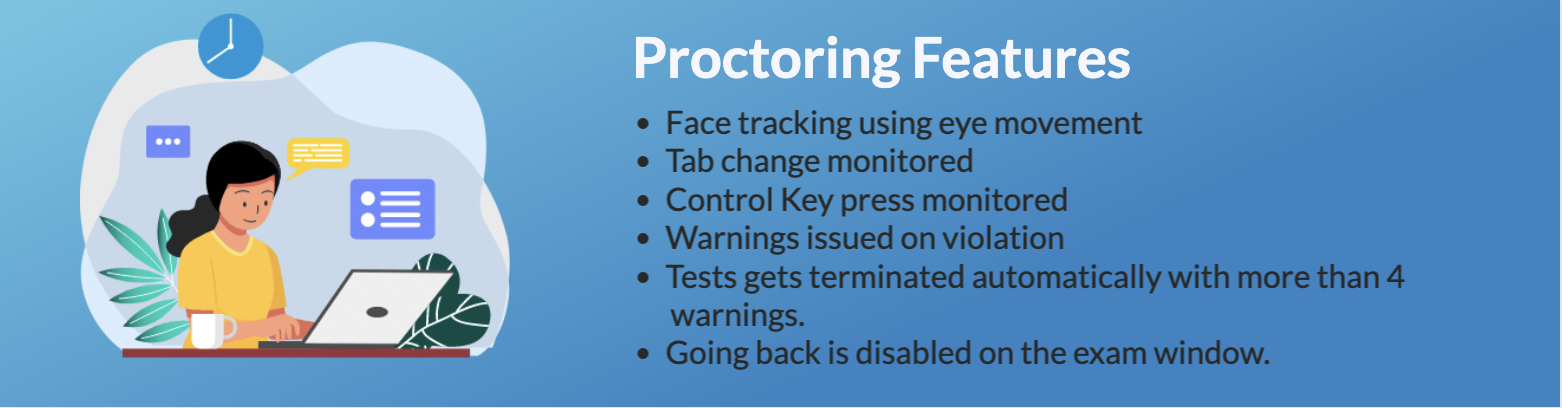 Proctoring Features
• Face tracking using eye movement
• Tab change monitored
• Control Key press monitored
• Warnings issued on violation
• Tests gets terminated automatically with more than 4
warnings.
• Going back is disabled on the exam window.